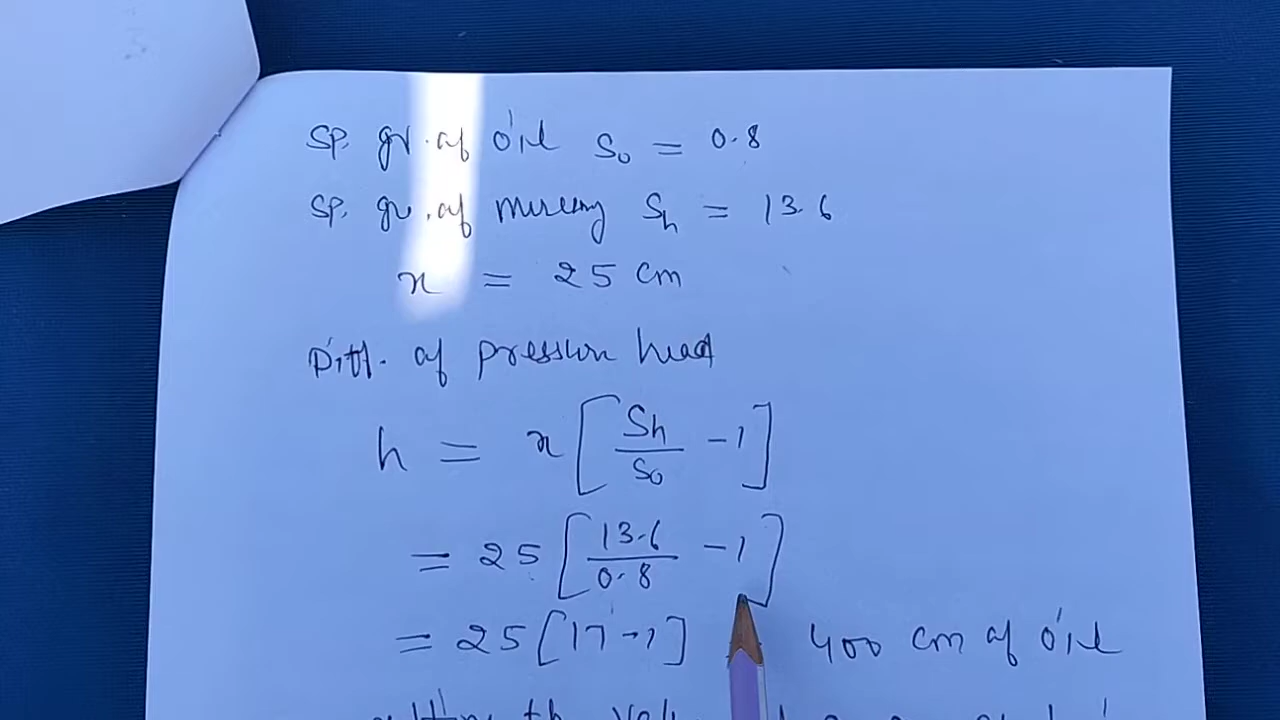 Sp. gr. of oil S₀ = 0.8
Sp. gr. of mercury Sₕ = 13.6
x = 25 cm
Diff. of pression head
h = x [Sₕ/S₀ - 1]
= 25 [13.6/0.8 - 1]
= 25 [17 - 1] 400 cm of oil